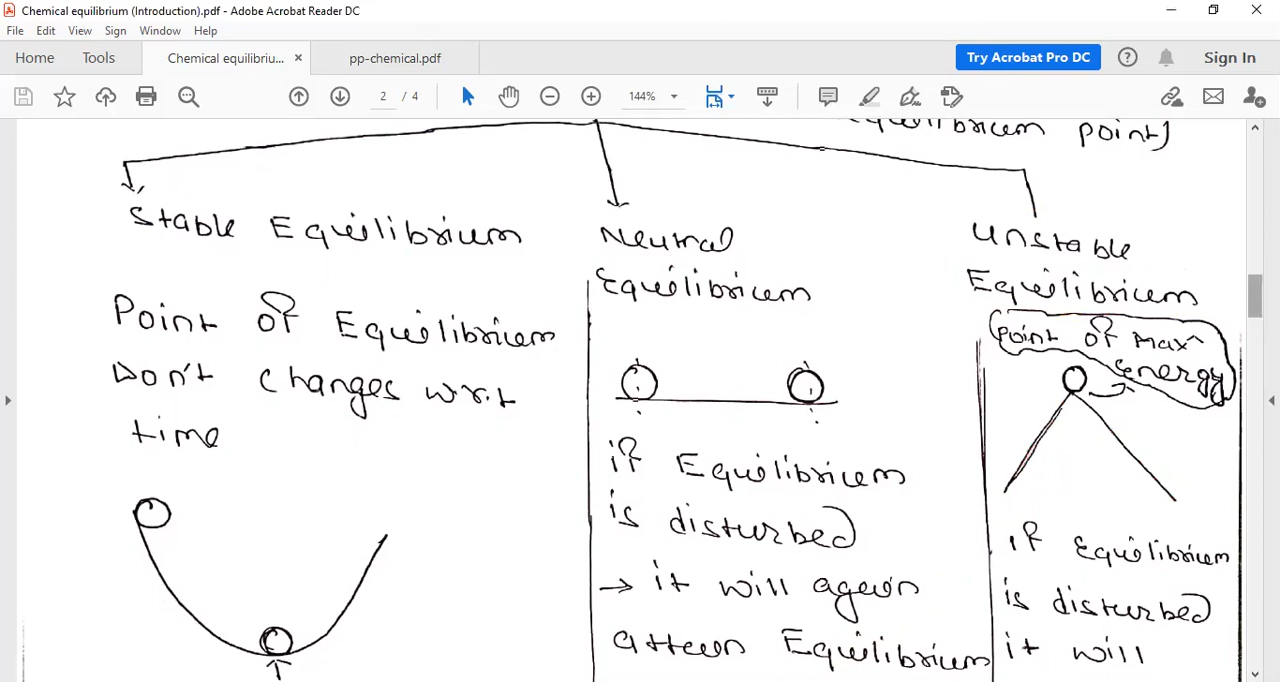 Chemical equilibrium (Introduction).pdf - Adobe Acrobat Reader DC
File Edit View Sign Window Help
Home Tools Chemical equilibriu... × pp-chemical.pdf Try Acrobat Pro DC Sign In
2 / 4 144%
Equilibrium point)
Stable Equilibrium
Point of Equilibrium
Don't changes w.r.t
time
Neutral
Equilibrium
if Equilibrium
is disturbed
→ it will again
attain Equilibrium
Unstable
Equilibrium
Point of Maxm
Energy
if Equilibrium
is disturbed
it will